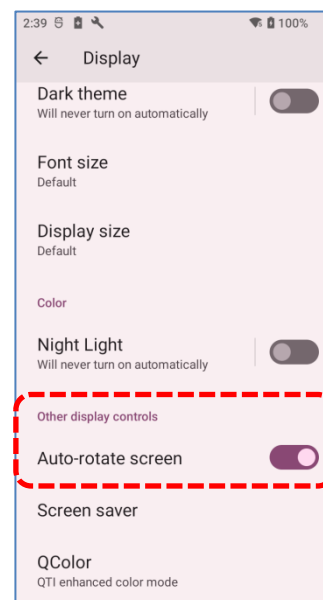 2:39
100%
Display
Dark theme
Will never turn on automatically
Font size
Default
Display size
Default
Color
Night Light
Will never turn on automatically
Other display controls
Auto-rotate screen
Screen saver
QColor
QTI enhanced color mode